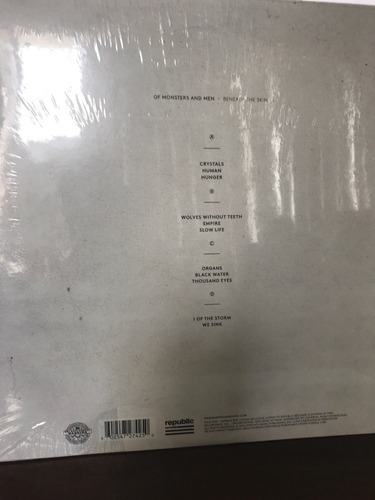 OF MONSTERS AND MEN - BENEATH THE SKIN
A
CRYSTALS
HUMAN
HUNGER
B
WOLVES WITHOUT TEETH
EMPIRE
SLOW LIFE
C
ORGANS
BLACK WATER
THOUSAND EYES
D
I OF THE STORM
WE SINK
republic